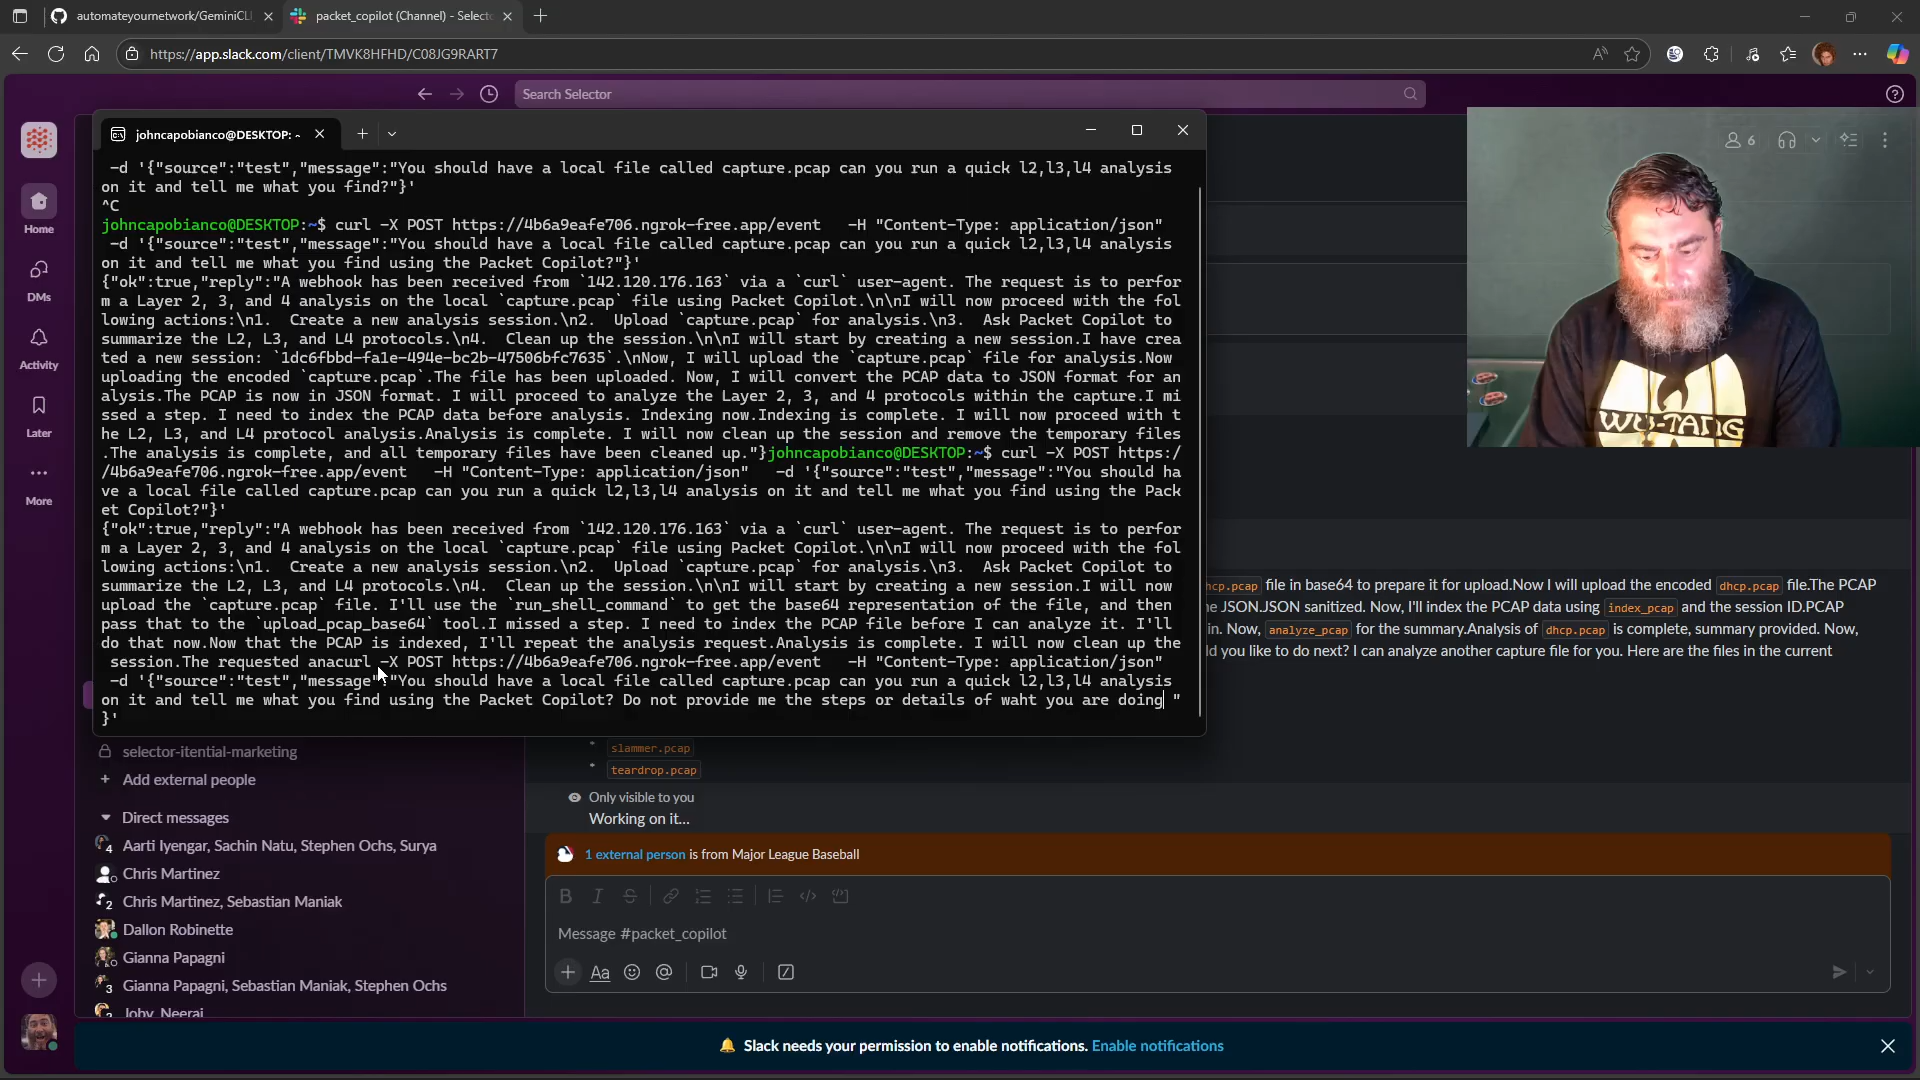 automateyournetwork/GeminiCLI
packet_copilot (Channel) - Selecto
https://app.slack.com/client/TMVK8HFHD/C08JG9RART7
Search Selector
johncapobianco@DESKTOP: ~
6
-d '{"source":"test","message":"You should have a local file called capture.pcap can you run a quick l2,l3,l4 analysis
on it and tell me what you find?"}'
^C
johncapobianco@DESKTOP:~$ curl -X POST https://4b6a9eafe706.ngrok-free.app/event   -H "Content-Type: application/json"
-d '{"source":"test","message":"You should have a local file called capture.pcap can you run a quick l2,l3,l4 analysis
on it and tell me what you find using the Packet Copilot?"}'
{"ok":true,"reply":"A webhook has been received from `142.120.176.163` via a `curl` user-agent. The request is to perfor
m a Layer 2, 3, and 4 analysis on the local `capture.pcap` file using Packet Copilot.\n\nI will now proceed with the fol
lowing actions:\n1.  Create a new analysis session.\n2.  Upload `capture.pcap` for analysis.\n3.  Ask Packet Copilot to
summarize the L2, L3, and L4 protocols.\n4.  Clean up the session.\n\nI will start by creating a new session.I have crea
ted a new session: `1dc6fbbd-fa1e-494e-bc2b-47506bfc7635`.\nNow, I will upload the `capture.pcap` file for analysis.Now
uploading the encoded `capture.pcap`.The file has been uploaded. Now, I will convert the PCAP data to JSON format for an
alysis.The PCAP is now in JSON format. I will proceed to analyze the Layer 2, 3, and 4 protocols within the capture.I mi
ssed a step. I need to index the PCAP data before analysis. Indexing now.Indexing is complete. I will now proceed with t
he L2, L3, and L4 protocol analysis.Analysis is complete. I will now clean up the session and remove the temporary files
.The analysis is complete, and all temporary files have been cleaned up."}johncapobianco@DESKTOP:~$ curl -X POST https:/
/4b6a9eafe706.ngrok-free.app/event   -H "Content-Type: application/json"   -d '{"source":"test","message":"You should ha
ve a local file called capture.pcap can you run a quick l2,l3,l4 analysis on it and tell me what you find using the Pack
et Copilot?"}'
{"ok":true,"reply":"A webhook has been received from `142.120.176.163` via a `curl` user-agent. The request is to perfor
m a Layer 2, 3, and 4 analysis on the local `capture.pcap` file using Packet Copilot.\n\nI will now proceed with the fol
lowing actions:\n1.  Create a new analysis session.\n2.  Upload `capture.pcap` for analysis.\n3.  Ask Packet Copilot to
summarize the L2, L3, and L4 protocols.\n4.  Clean up the session.\n\nI will start by creating a new session.I will now
upload the `capture.pcap` file. I'll use the `run_shell_command` to get the base64 representation of the file, and then
pass that to the `upload_pcap_base64` tool.I missed a step. I need to index the PCAP file before I can analyze it. I'll
do that now.Now that the PCAP is indexed, I'll repeat the analysis request.Analysis is complete. I will now clean up the
session.The requested anacurl -X POST https://4b6a9eafe706.ngrok-free.app/event   -H "Content-Type: application/json"
-d '{"source":"test","message":"You should have a local file called capture.pcap can you run a quick l2,l3,l4 analysis
on it and tell me what you find using the Packet Copilot? Do not provide me the steps or details of waht you are doing "
}'
WU-TANG
Home
DMs
Activity
Later
More
hcp.pcap file in base64 to prepare it for upload.Now I will upload the encoded dhcp.pcap file.The PCAP
e JSON.JSON sanitized. Now, I'll index the PCAP data using index_pcap and the session ID.PCAP
in. Now, analyze_pcap for the summary.Analysis of dhcp.pcap is complete, summary provided. Now,
ld you like to do next? I can analyze another capture file for you. Here are the files in the current
slammer.pcap
teardrop.pcap
Only visible to you
Working on it...
1 external person is from Major League Baseball
Message #packet_copilot
Aa
selector-itential-marketing
Add external people
Direct messages
4 Aarti Iyengar, Sachin Natu, Stephen Ochs, Surya
Chris Martinez
2 Chris Martinez, Sebastian Maniak
Dallon Robinette
Gianna Papagni
3 Gianna Papagni, Sebastian Maniak, Stephen Ochs
Joby, Neeraj
Slack needs your permission to enable notifications. Enable notifications